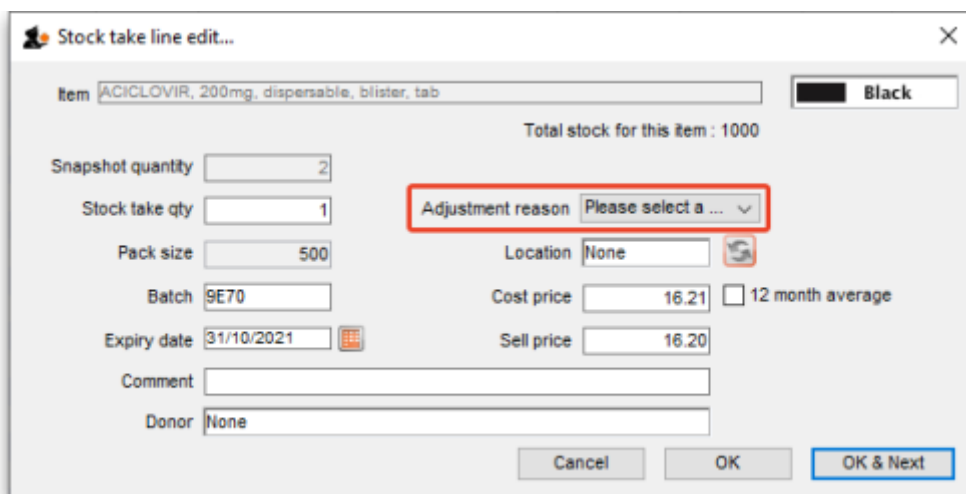 Stock take line edit...
Item ACICLOVIR, 200mg, dispersable, blister, tab
Black
Total stock for this item : 1000
Snapshot quantity 2
Stock take qty 1 Adjustment reason Please select a ...
Pack size 500 Location None
Batch 9E70 Cost price 16.21 12 month average
Expiry date 31/10/2021 Sell price 16.20
Comment
Donor None
Cancel OK OK & Next